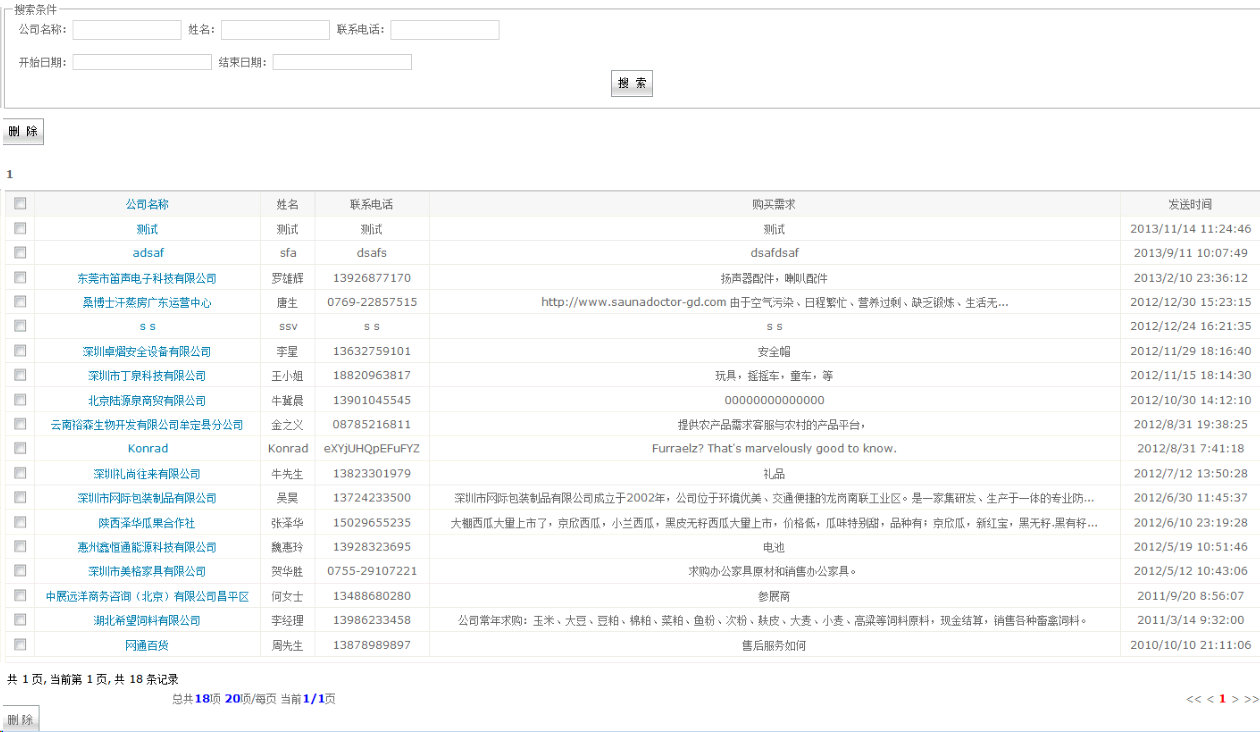 搜索条件
公司名称: 姓名: 联系电话:
开始日期: 结束日期:
搜 索
删 除
1
公司名称 姓名 联系电话 购买需求 发送时间
测试 测试 测试 测试 2013/11/14 11:24:46
adsaf sfa dsafs dsafdsaf 2013/9/11 10:07:49
东莞市笛声电子科技有限公司 罗雄辉 13926877170 扬声器配件，喇叭配件 2013/2/10 23:36:12
桑博士汗蒸房广东运营中心 唐生 0769-22857515 http://www.saunadoctor-gd.com 由于空气污染、日程繁忙、营养过剩、缺乏锻炼、生活无... 2012/12/30 15:23:15
s s ssv s s s s 2012/12/24 16:21:35
深圳卓熠安全设备有限公司 李星 13632759101 安全帽 2012/11/29 18:16:40
深圳市丁泉科技有限公司 王小姐 18820963817 玩具，摇摇车，童车，等 2012/11/15 18:14:30
北京陆源泉商贸有限公司 牛冀晨 13901045545 00000000000000 2012/10/30 14:12:10
云南裕森生物开发有限公司牟定县分公司 金之义 08785216811 提供农产品需求客服与农村的产品平台， 2012/8/31 19:38:25
Konrad Konrad eXYjUHQpEFuFYZ Furraelz? That's marvelously good to know. 2012/8/31 7:41:18
深圳礼尚往来有限公司 牛先生 13823301979 礼品 2012/7/12 13:50:28
深圳市网际包装制品有限公司 吴昊 13724233500 深圳市网际包装制品有限公司成立于2002年，公司位于环境优美、交通便捷的龙岗南联工业区。是一家集研发、生产于一体的专业防... 2012/6/30 11:45:37
陕西泽华瓜果合作社 张泽华 15029655235 大棚西瓜大量上市了，京欣西瓜，小兰西瓜，黑皮无籽西瓜大量上市，价格低，瓜味特别甜，品种有：京欣瓜，新红宝，黑无籽.黑有籽... 2012/6/10 23:19:28
惠州鑫恒通能源科技有限公司 魏惠玲 13928323695 电池 2012/5/19 10:51:46
深圳市美格家具有限公司 贺华胜 0755-29107221 求购办公家具原材和销售办公家具。 2012/5/12 10:43:06
中展远洋商务咨询（北京）有限公司昌平区 何女士 13488680280 参展商 2011/9/20 8:56:07
湖北希望饲料有限公司 李经理 13986233458 公司常年求购：玉米、大豆、豆粕、棉粕、菜粕、鱼粉、次粉、麸皮、大麦、小麦、高粱等饲料原料，现金结算，销售各种畜禽饲料。 2011/3/14 9:32:00
网通百货 周先生 13878989897 售后服务如何 2010/10/10 21:11:06
共 1 页, 当前第 1 页, 共 18 条记录
总共18项 20项/每页 当前1/1页 << < 1 > >>
删 除